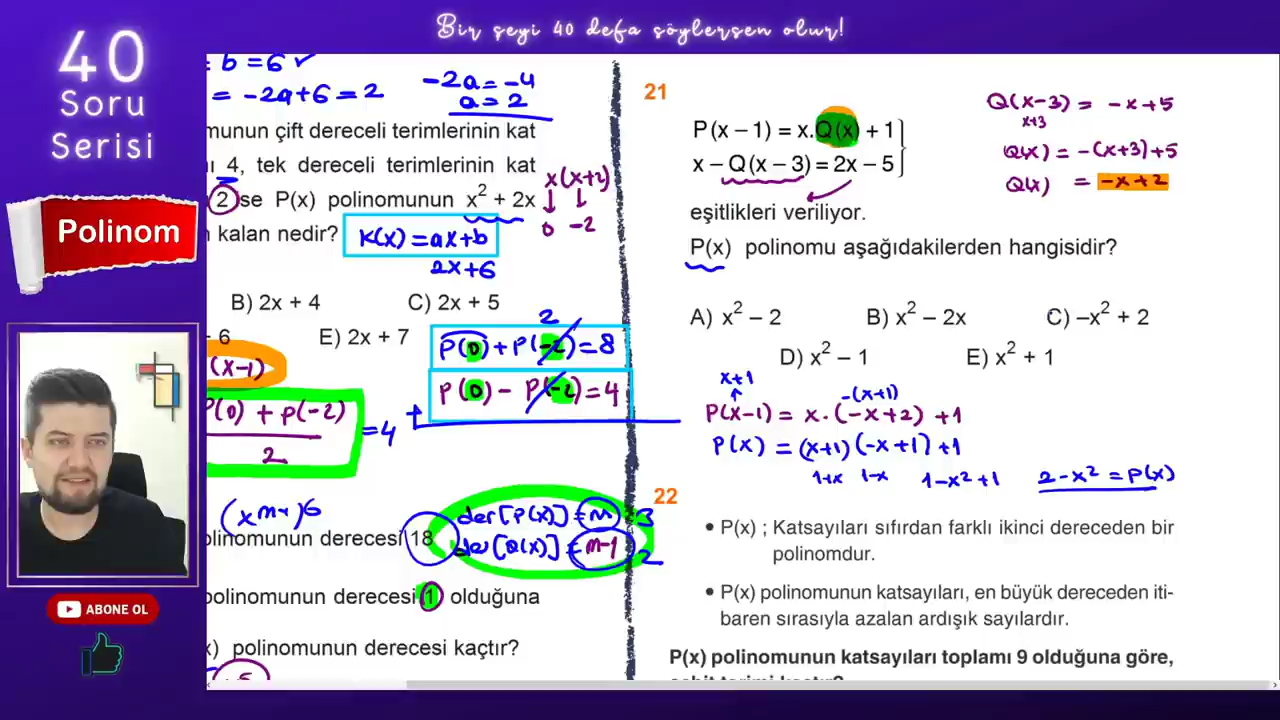 Bir şeyi 40 defa söylersen olur!
40
Soru
Serisi
Polinom
ABONE OL
= b = 6 ✓
= -2a+6 = 2
-2a = -4
a = 2
munun çift dereceli terimlerinin kat
nı 4, tek dereceli terimlerinin kat
2 se P(x) polinomunun x² + 2x
x(x+2)
↓ ↓
0 -2
n kalan nedir?
K(x) = ax+b
2x+6
B) 2x + 4 C) 2x + 5
6 E) 2x + 7
(x-1)
P(0) + P(-2)
2
= 4
2
P(0) + P(-2) = 8
P(0) - P(-2) = 4
+
der[P(x)] = m 3
der[Q(x)] = m-1 2
polinomunun derecesi 18
polinomunun derecesi 1 olduğuna
x) polinomunun derecesi kaçtır?
21
P(x – 1) = x.Q(x) + 1
x – Q(x – 3) = 2x – 5
eşitlikleri veriliyor.
P(x) polinomu aşağıdakilerden hangisidir?
Q(x-3) = -x+5
x+3
Q(x) = -(x+3)+5
Q(x) = -x+2
A) x² – 2 B) x² – 2x C) –x² + 2
D) x² – 1 E) x² + 1
x+1
-(x+1)
P(x-1) = x.(-x+2) +1
P(x) = (x+1)(-x+1)+1
1+x 1-x 1-x²+1 2-x² = P(x)
22
• P(x) ; Katsayıları sıfırdan farklı ikinci dereceden bir
polinomdur.
• P(x) polinomunun katsayıları, en büyük dereceden iti-
baren sırasıyla azalan ardışık sayılardır.
P(x) polinomunun katsayıları toplamı 9 olduğuna göre,